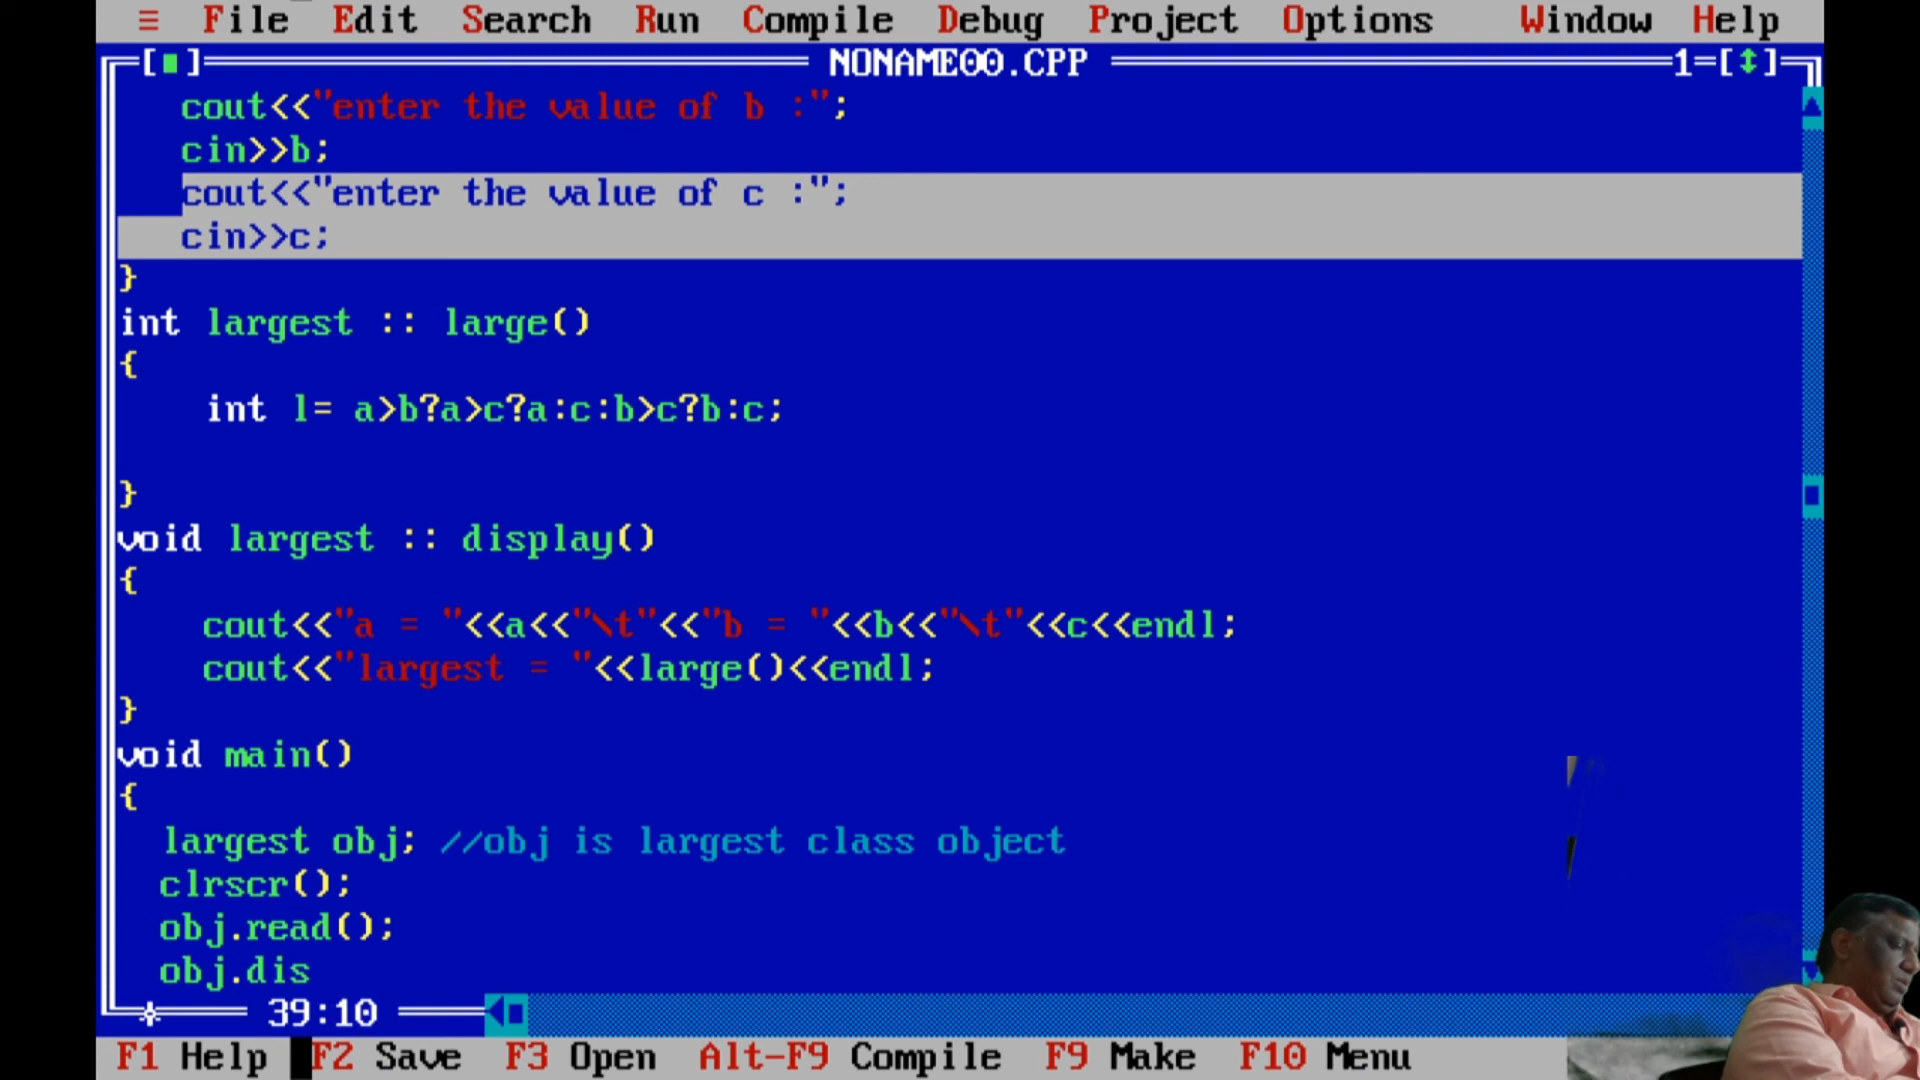 ≡ File Edit Search Run Compile Debug Project Options Window Help
[■] NONAME00.CPP 1=[↕]
cout<<"enter the value of b :";
cin>>b;
cout<<"enter the value of c :";
cin>>c;
}
int largest :: large()
{
int l= a>b?a>c?a:c:b>c?b:c;
}
void largest :: display()
{
cout<<"a = "<<a<<"\t"<<"b = "<<b<<"\t"<<c<<endl;
cout<<"largest = "<<large()<<endl;
}
void main()
{
largest obj; //obj is largest class object
clrscr();
obj.read();
obj.dis
39:10
F1 Help F2 Save F3 Open Alt-F9 Compile F9 Make F10 Menu